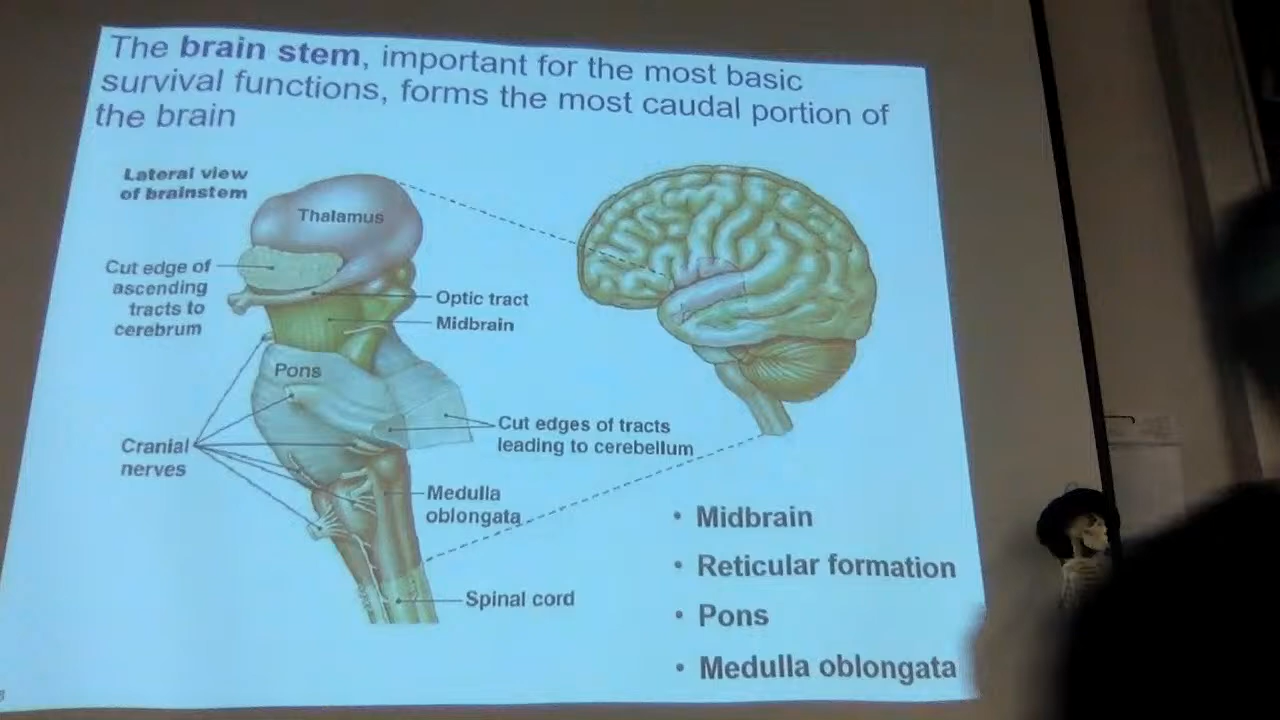 The brain stem, important for the most basic
survival functions, forms the most caudal portion of
the brain
Lateral view
of brainstem
Thalamus
Cut edge of
ascending
tracts to
cerebrum
Optic tract
Midbrain
Pons
Cut edges of tracts
leading to cerebellum
Cranial
nerves
Medulla
oblongata
Spinal cord
• Midbrain
• Reticular formation
• Pons
• Medulla oblongata